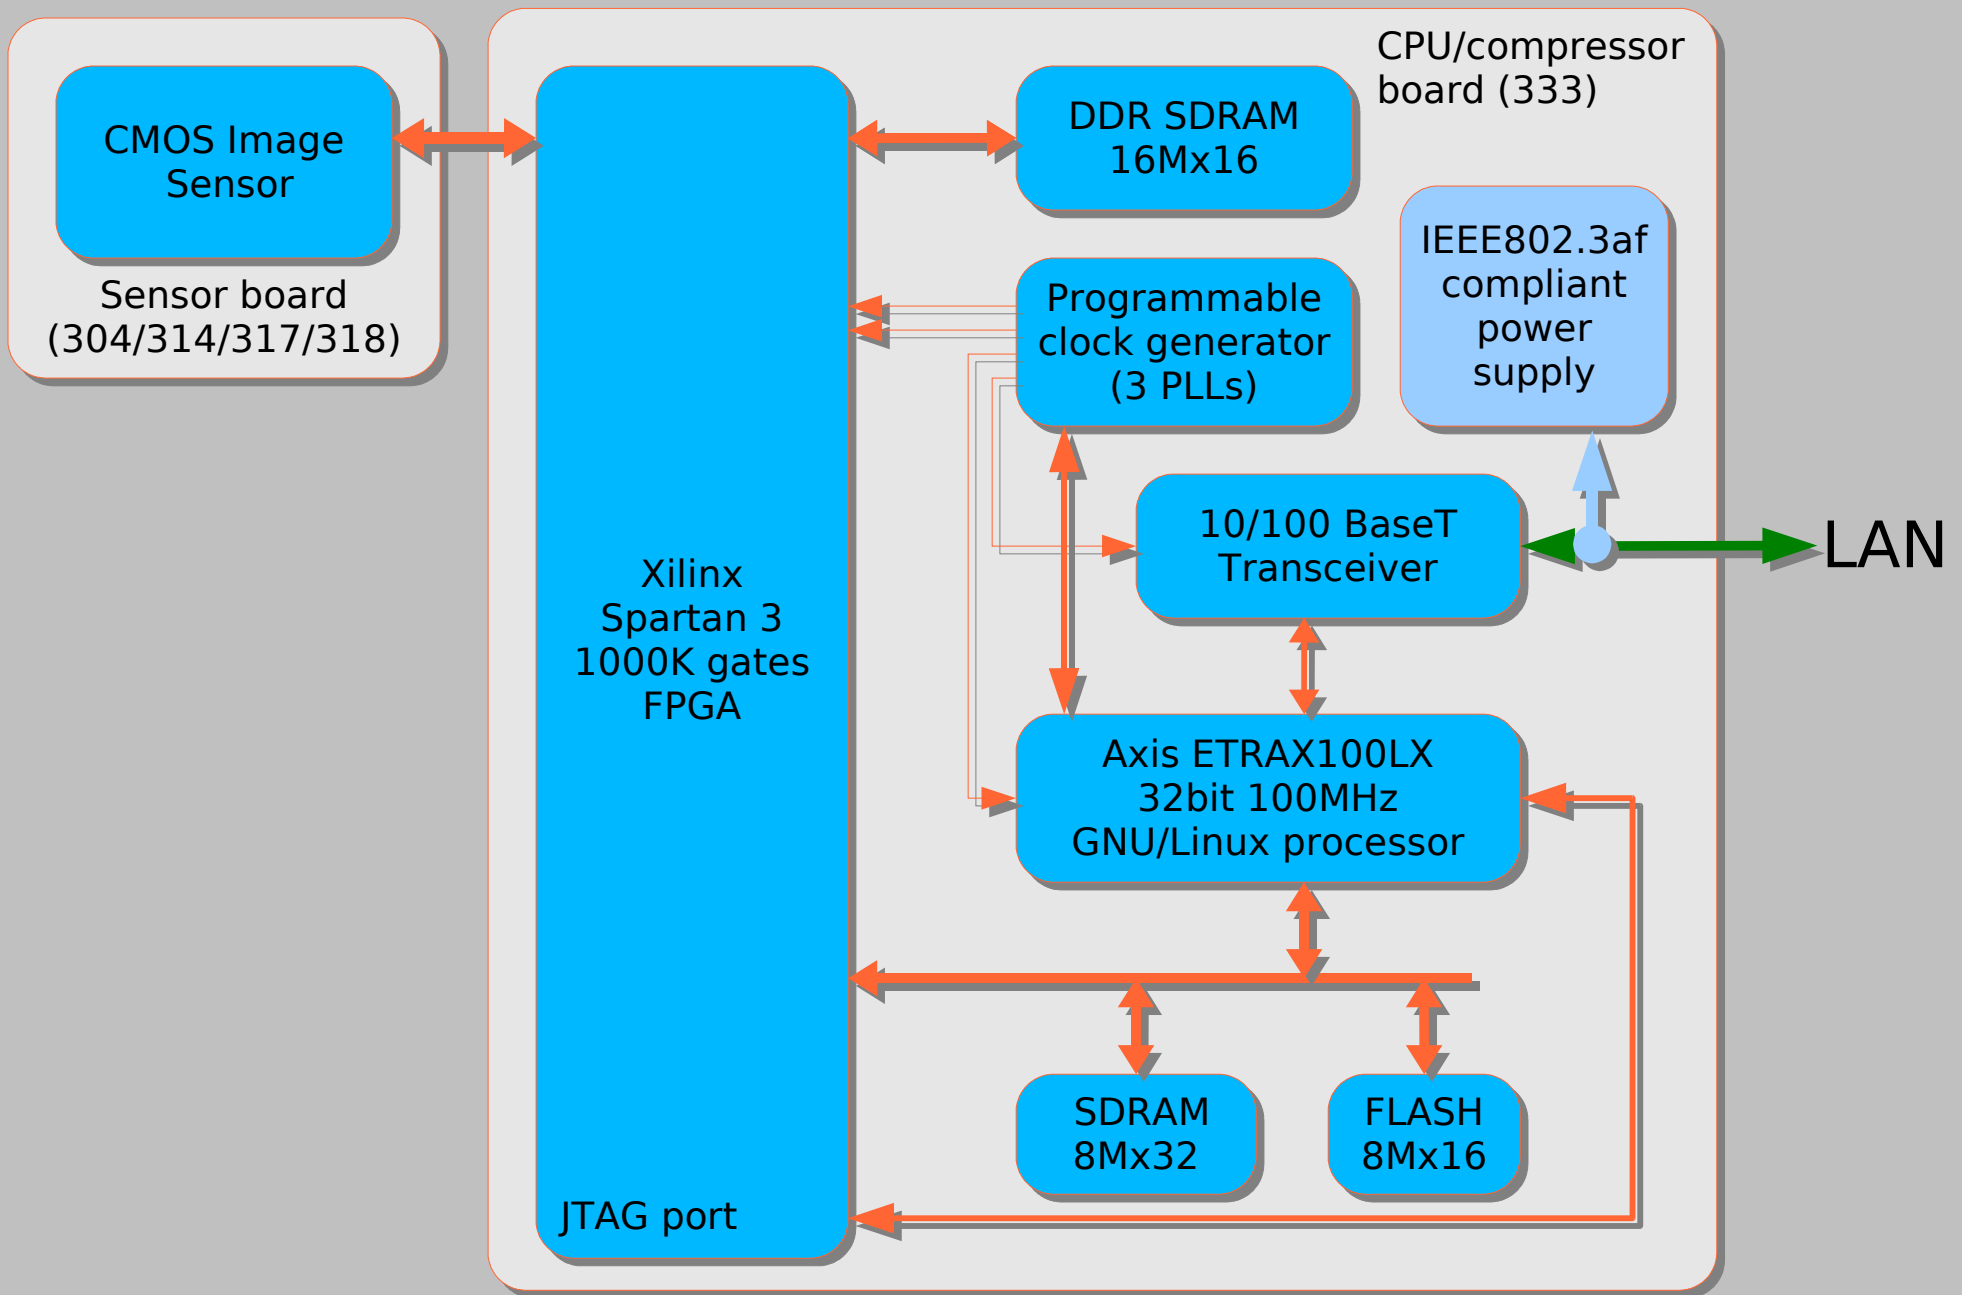 CPU/compressor
board (333)
CMOS Image
Sensor
Sensor board
(304/314/317/318)
DDR SDRAM
16Mx16
IEEE802.3af
compliant
power
supply
Programmable
clock generator
(3 PLLs)
10/100 BaseT
Transceiver
LAN
Xilinx
Spartan 3
1000K gates
FPGA
Axis ETRAX100LX
32bit 100MHz
GNU/Linux processor
SDRAM
8Mx32
FLASH
8Mx16
JTAG port